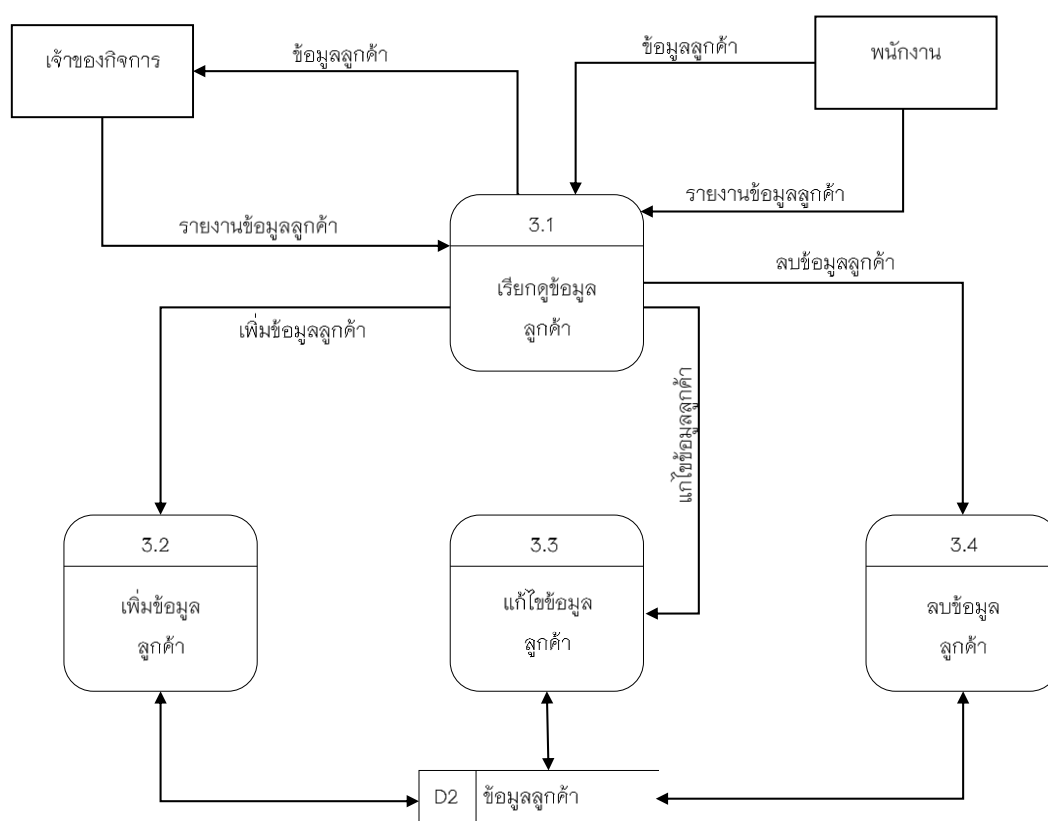 เจ้าของกิจการ
ข้อมูลลูกค้า
ข้อมูลลูกค้า
พนักงาน
รายงานข้อมูลลูกค้า
รายงานข้อมูลลูกค้า
3.1
เรียกดูข้อมูล
ลูกค้า
ลบข้อมูลลูกค้า
เพิ่มข้อมูลลูกค้า
แก้ไขข้อมูลลูกค้า
3.2
เพิ่มข้อมูล
ลูกค้า
3.3
แก้ไขข้อมูล
ลูกค้า
3.4
ลบข้อมูล
ลูกค้า
D2 ข้อมูลลูกค้า